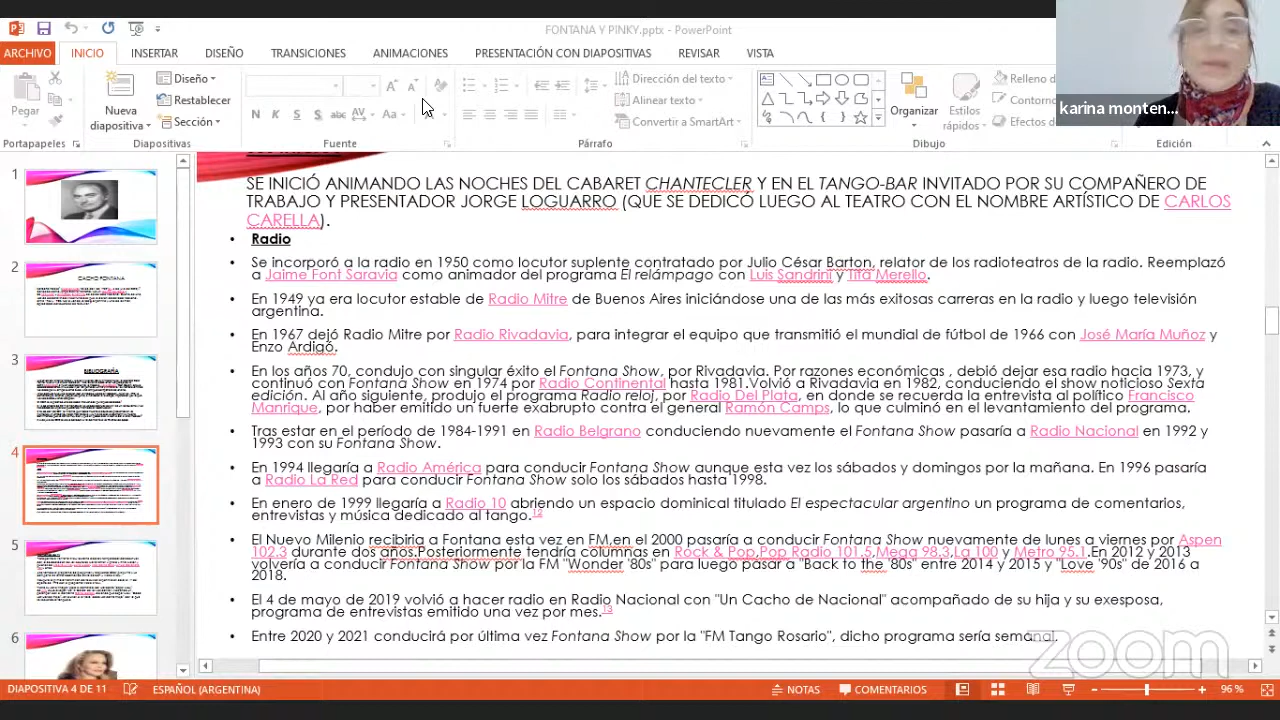 FONTANA Y PINKY.pptx - PowerPoint
ARCHIVO INICIO INSERTAR DISEÑO TRANSICIONES ANIMACIONES PRESENTACIÓN CON DIAPOSITIVAS REVISAR VISTA
Pegar
Portapapeles
Nueva
diapositiva
Diseño
Restablecer
Sección
Diapositivas
N K S S abc AV Aa
Fuente
Dirección del texto
Alinear texto
Convertir a SmartArt
Párrafo
Organizar
Estilos
rápidos
Relleno d
Contorno
Efectos
Dibujo
Edición
karina monten...
1
2
CACHO FONTANA
3
BIBLIOGRAFÍA
4
5
6
SE INICIÓ ANIMANDO LAS NOCHES DEL CABARET CHANTECLER Y EN EL TANGO-BAR INVITADO POR SU COMPAÑERO DE
TRABAJO Y PRESENTADOR JORGE LOGUARRO (QUE SE DEDICÓ LUEGO AL TEATRO CON EL NOMBRE ARTÍSTICO DE CARLOS
CARELLA).
• Radio
• Se incorporó a la radio en 1950 como locutor suplente contratado por Julio César Barton, relator de los radioteatros de la radio. Reemplazó
a Jaime Font Saravia como animador del programa El relámpago con Luis Sandrini y Tita Merello.
• En 1949 ya era locutor estable de Radio Mitre de Buenos Aires iniciándose una de las más exitosas carreras en la radio y luego televisión
argentina.
• En 1967 dejó Radio Mitre por Radio Rivadavia, para integrar el equipo que transmitió el mundial de fútbol de 1966 con José María Muñoz y
Enzo Ardigó.
• En los años 70, condujo con singular éxito el Fontana Show, por Rivadavia. Por razones económicas , debió dejar esa radio hacia 1973, y
continuó con Fontana Show en 1974 por Radio Continental hasta 1981.Volvió a Rivadavia en 1982, conduciendo el show noticioso Sexta
edición. Al año siguiente, produjo el programa Radio reloj, por Radio Del Plata, en donde se recuerda la entrevista al político Francisco
Manrique, por haber emitido un fuerte exabrupto contra el general Ramón Camps, lo que culminó en el levantamiento del programa.
• Tras estar en el período de 1984-1991 en Radio Belgrano conduciendo nuevamente el Fontana Show pasaría a Radio Nacional en 1992 y
1993 con su Fontana Show.
• En 1994 llegaría a Radio América para conducir Fontana Show aunque esta vez los sábados y domingos por la mañana. En 1996 pasaría
a Radio para conducir Fontana Show solo los sábados hasta 1998.
• En enero de 1999 llegaría a Radio 10 abriendo un espacio dominical titulado El espectacular argentino un programa de comentarios,
entrevistas y música dedicado al tango.12
• El Nuevo Milenio recibiria a Fontana esta vez en FM,en el 2000 pasaría a conducir Fontana Show nuevamente de lunes a viernes por Aspen
102.3 durante dos años.Posteriormente tendría columnas en Rock & Pop,Pop Radio 101.5,Mega 98.3,La 100 y Metro 95.1.En 2012 y 2013
volvería a conducir Fontana Show por la FM "Wonder '80s" para luego pasar a "Back to the '80s" entre 2014 y 2015 y "Love '90s" de 2016 a
2018.
• El 4 de mayo de 2019 volvió a hacer radio en Radio Nacional con "Un Cacho de Nacional" acompañado de su hija y su exesposa,
programa de entrevistas emitido una vez por mes.13
• Entre 2020 y 2021 conducirá por última vez Fontana Show por la "FM Tango Rosario", dicho programa sería semanal.
zoom
DIAPOSITIVA 4 DE 11 ESPAÑOL (ARGENTINA) NOTAS COMENTARIOS 96 %